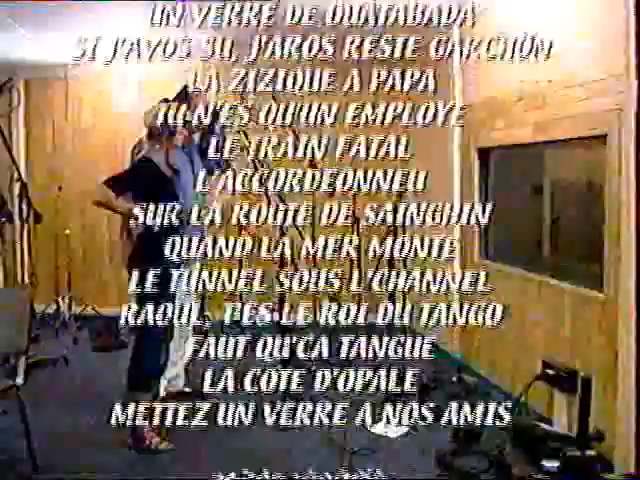 UN VERRE DE OUATABADA
SI J'AVOS SU, J'AROS RESTE GARCHON
LA ZIZIQUE A PAPA
TU N'ES QU'UN EMPLOYE
LE TRAIN FATAL
L'ACCORDEONNEU
SUR LA ROUTE DE SAINGHIN
QUAND LA MER MONTE
LE TUNNEL SOUS L'CHANNEL
RAOUL, T'ES LE ROI DU TANGO
FAUT QU'CA TANGUE
LA COTE D'OPALE
METTEZ UN VERRE A NOS AMIS